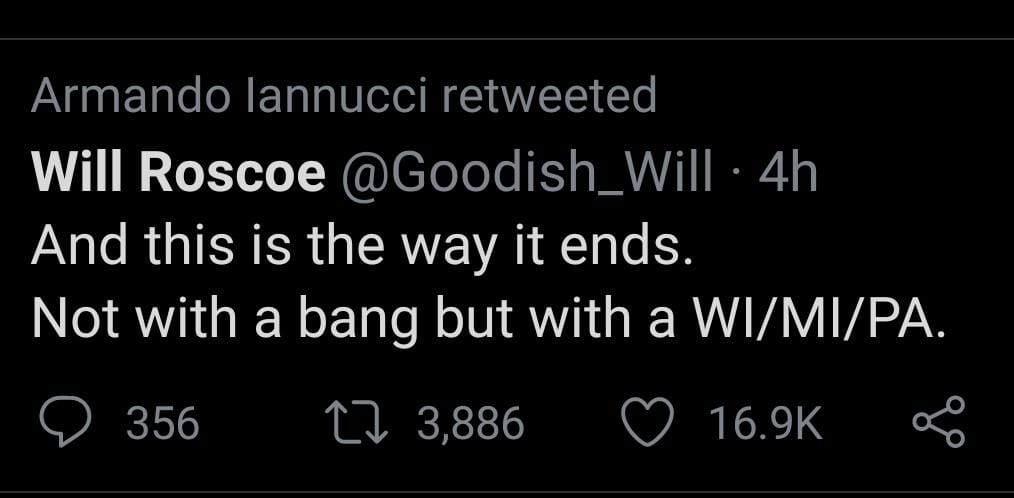 Armando Iannucci retweeted
Will Roscoe @Goodish_Will · 4h
And this is the way it ends.
Not with a bang but with a WI/MI/PA.
356 3,886 16.9K